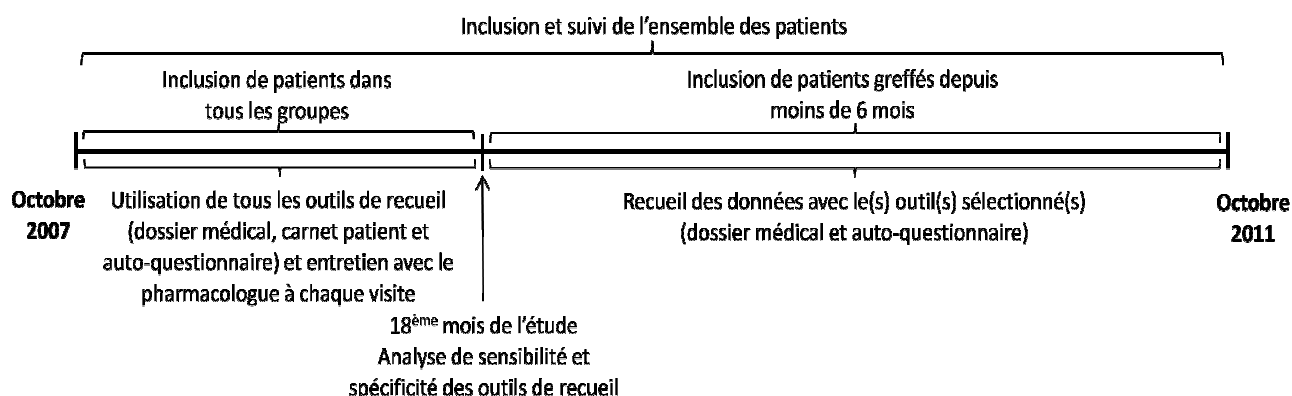 Inclusion et suivi de l'ensemble des patients
Inclusion de patients dans
tous les groupes
Inclusion de patients greffés depuis
moins de 6 mois
Octobre
2007
Utilisation de tous les outils de recueil
(dossier médical, carnet patient et
auto-questionnaire) et entretien avec le
pharmacologue à chaque visite
Recueil des données avec le(s) outil(s) sélectionné(s)
(dossier médical et auto-questionnaire)
Octobre
2011
18ème mois de l'étude
Analyse de sensibilité et
spécificité des outils de recueil